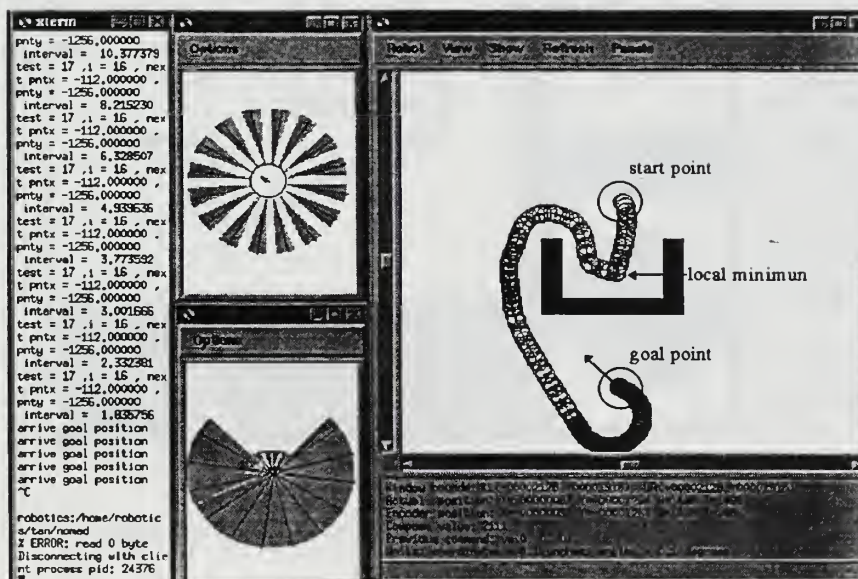 xterm
pnty = -1256.000000
interval = 10.377379
test = 17 ,i = 16 , nex
t pntx = -112.000000 ,
pnty = -1256.000000
interval = 8.215230
test = 17 ,i = 16 , nex
t pntx = -112.000000 ,
pnty = -1256.000000
interval = 6.328507
test = 17 ,i = 16 , nex
t pntx = -112.000000 ,
pnty = -1256.000000
interval = 4.939636
test = 17 ,i = 16 , nex
t pntx = -112.000000 ,
pnty = -1256.000000
interval = 3.773592
test = 17 ,i = 16 , nex
t pntx = -112.000000 ,
pnty = -1256.000000
interval = 3.001666
test = 17 ,i = 16 , nex
t pntx = -112.000000 ,
pnty = -1256.000000
interval = 2.332381
test = 17 ,i = 16 , nex
t pntx = -112.000000 ,
pnty = -1256.000000
interval = 1.835756
arrive goal position
arrive goal position
arrive goal position
arrive goal position
arrive goal position
^C
robotics:/home/robotic
s/tan/nomad
% ERROR: read 0 byte
Disconnecting with clie
nt process pid: 24376
Options
Options
Robot View Show Refresh Panels
start point
local minimun
goal point
Encoder position: